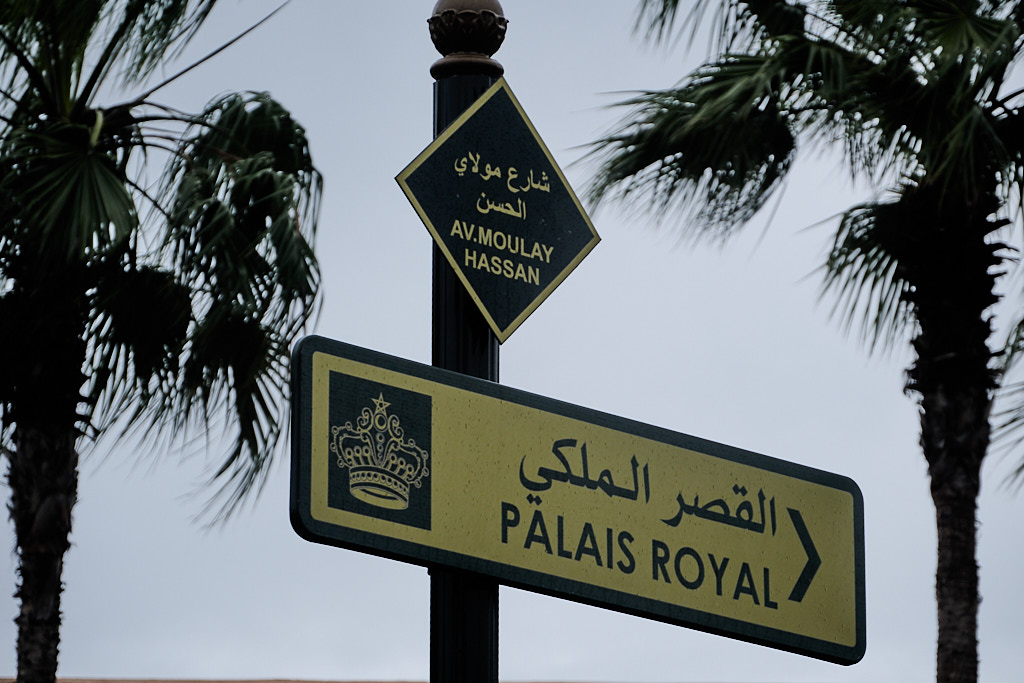 شارع مولاي
الحسن
AV.MOULAY
HASSAN
القصر الملكي
PALAIS ROYAL